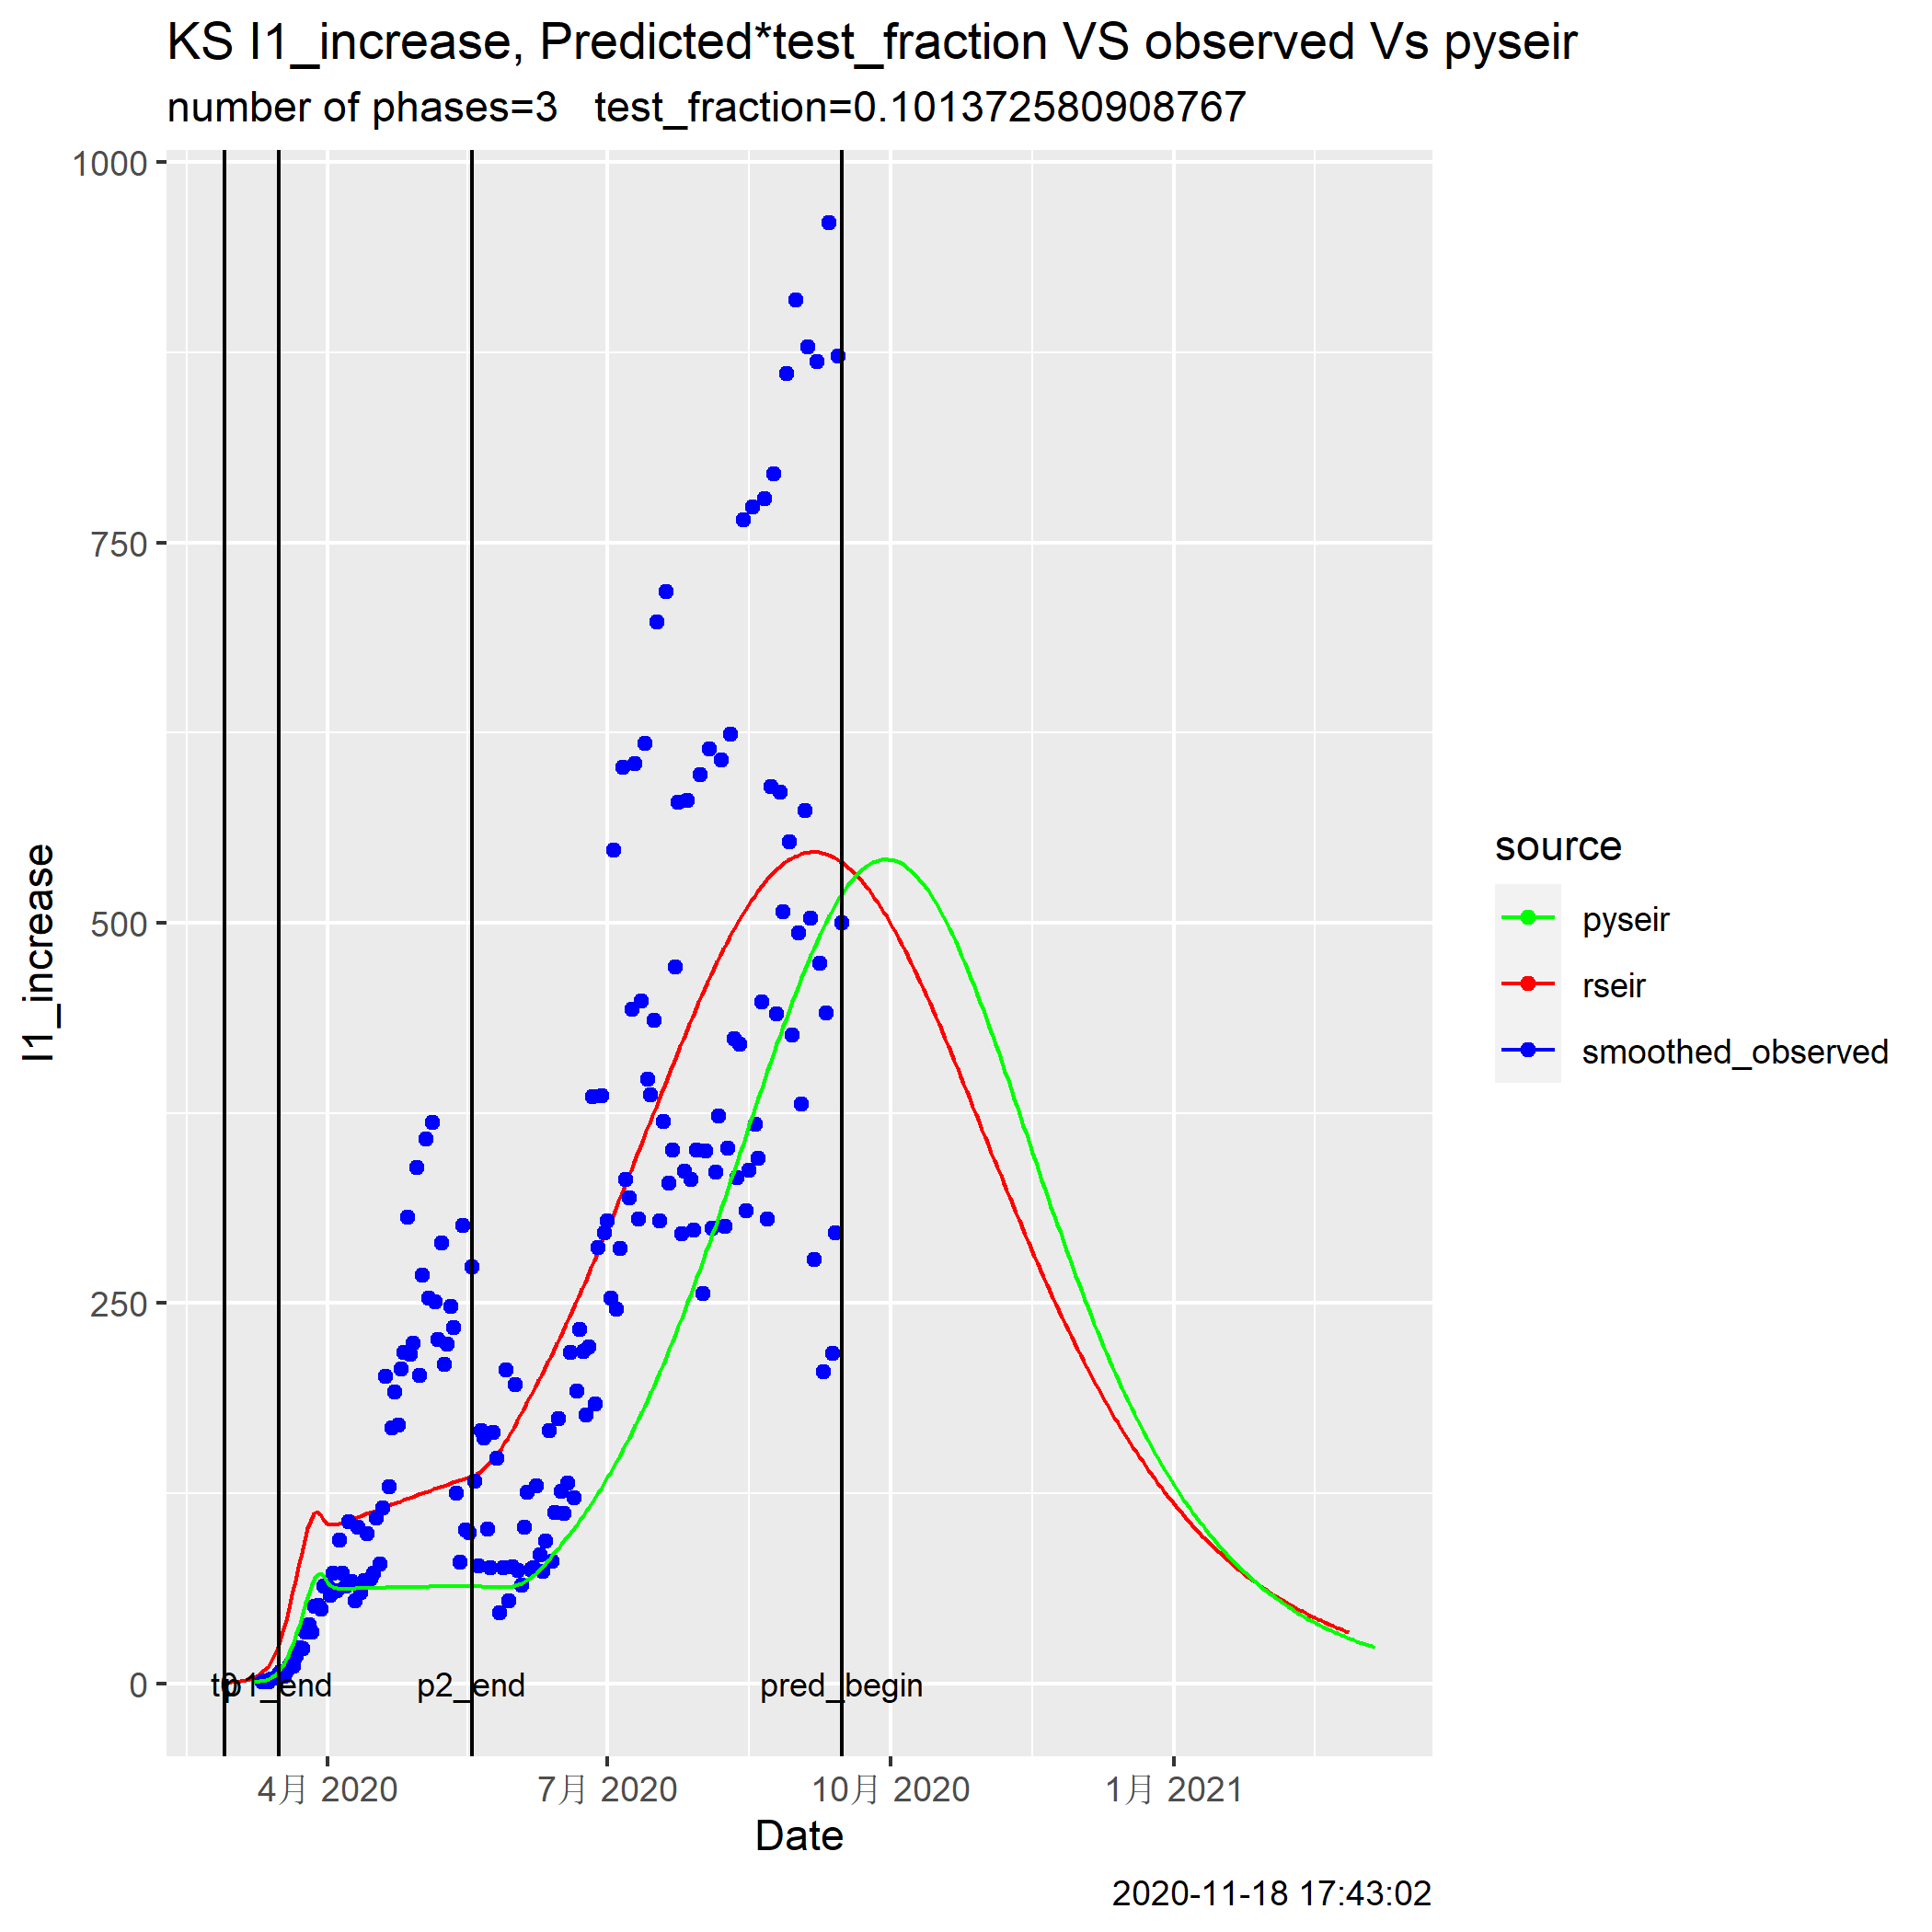 KS I1_increase, Predicted*test_fraction VS observed Vs pyseir
number of phases=3 test_fraction=0.101372580908767
1000
750
500
250
0
I1_increase
t0
p1_end
p2_end
pred_begin
4月 2020
7月 2020
10月 2020
1月 2021
Date
source
pyseir
rseir
smoothed_observed
2020-11-18 17:43:02